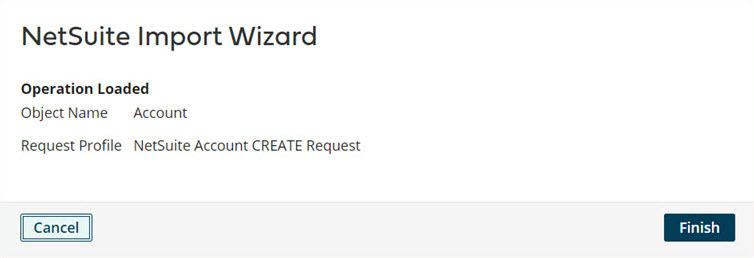 NetSuite Import Wizard
Operation Loaded
Object Name Account
Request Profile NetSuite Account CREATE Request
Cancel Finish